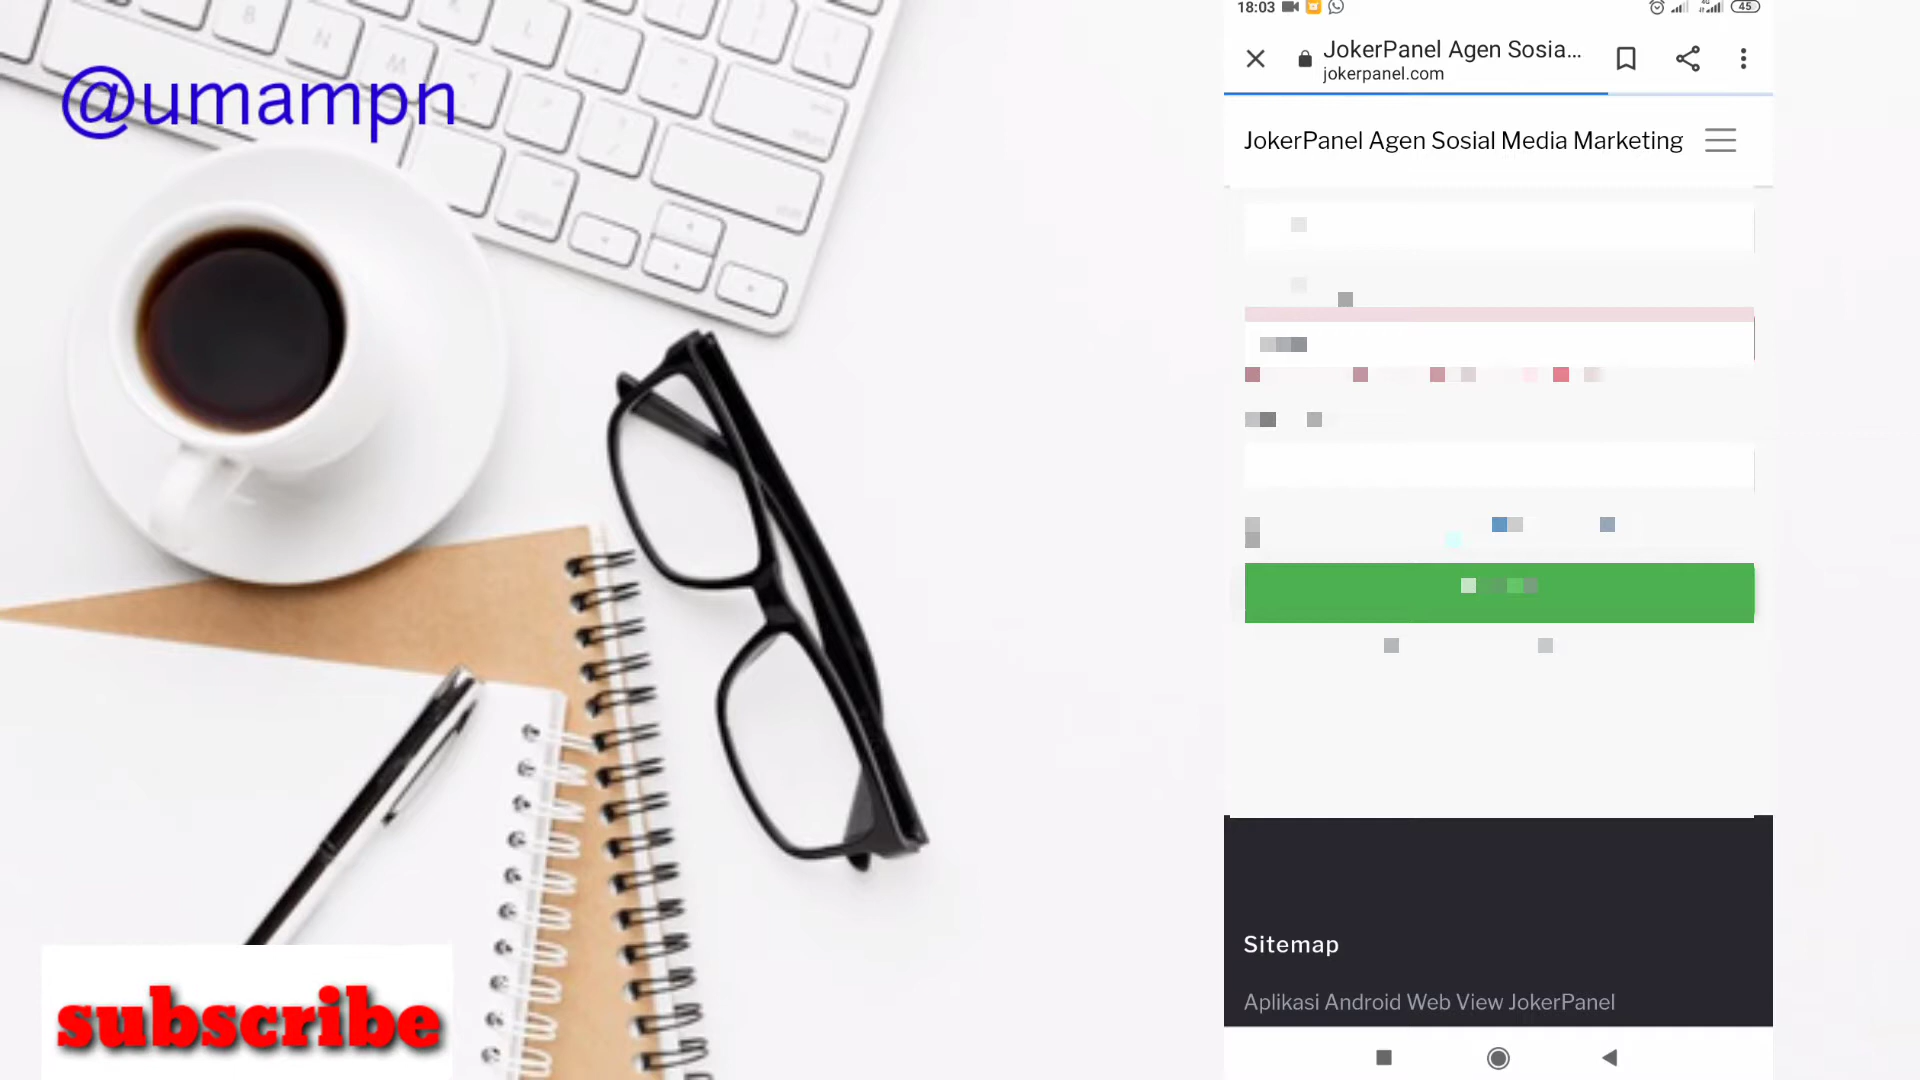 @umampn
subscribe
18:03
45
JokerPanel Agen Sosia...
jokerpanel.com
JokerPanel Agen Sosial Media Marketing
Sitemap
Aplikasi Android Web View JokerPanel